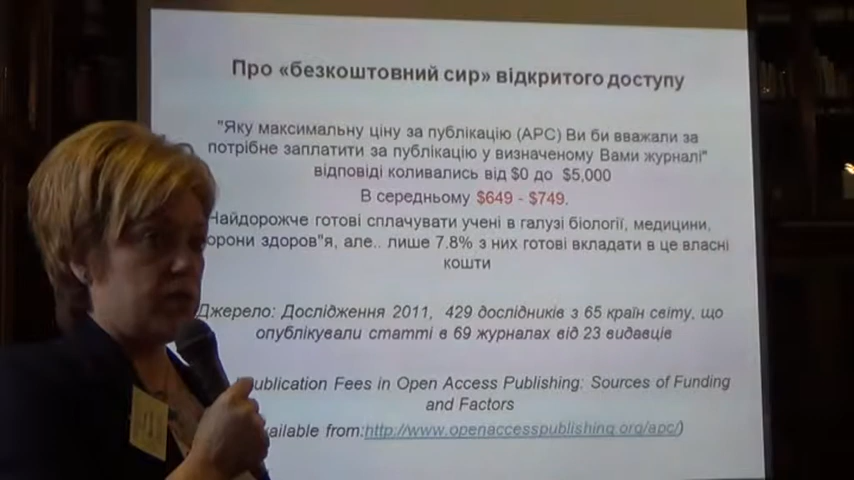 Про «безкоштовний сир» відкритого доступу
"Яку максимальну ціну за публікацію (APC) Ви би вважали за
потрібне заплатити за публікацію у визначеному Вами журналі"
відповіді коливались від $0 до $5,000
В середньому $649 - $749.
Найдорожче готові сплачувати учені в галузі біології, медицини,
орони здоров"я, але.. лише 7.8% з них готові вкладати в це власні
кошти
Джерело: Дослідження 2011, 429 дослідників з 65 країн світу, що
опублікували статті в 69 журналах від 23 видавців
ublication Fees in Open Access Publishing: Sources of Funding
and Factors
ailable from:http://www.openaccesspublishing.org/apc/)